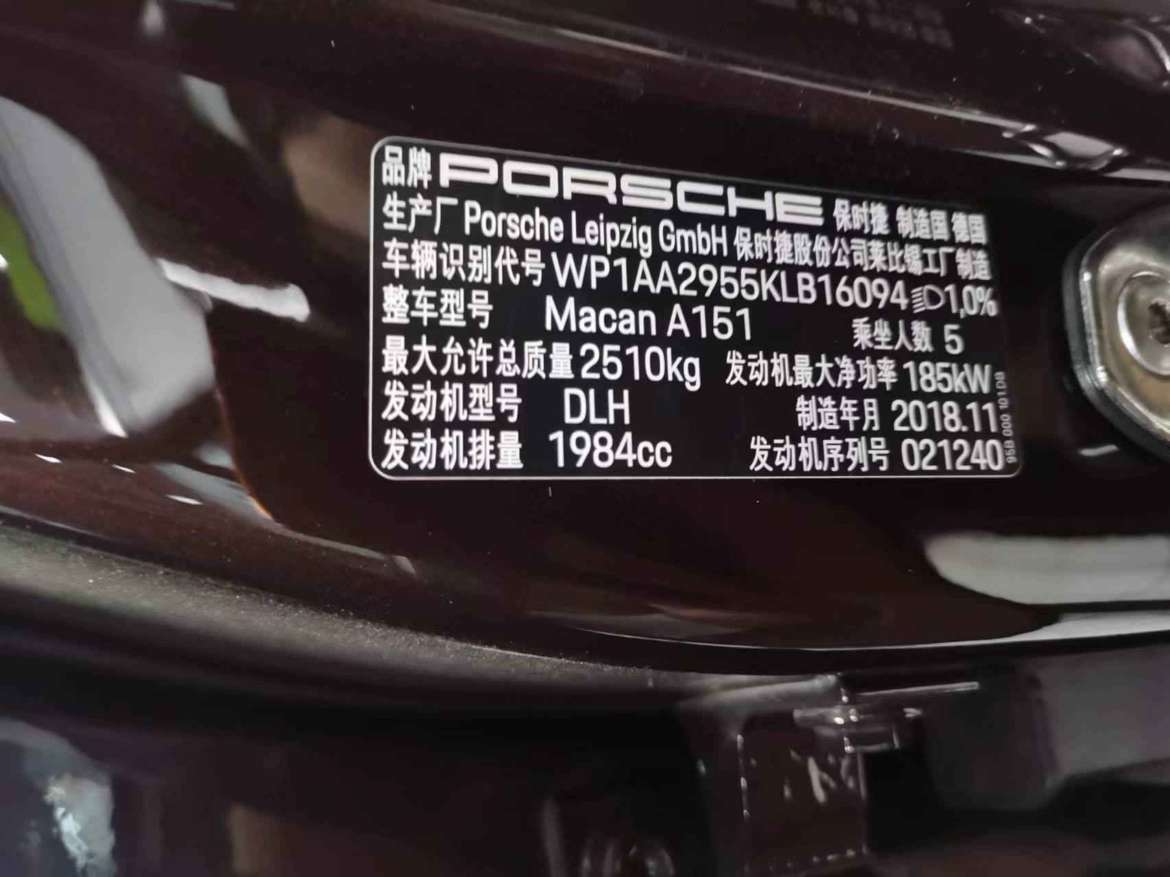 品牌 PORSCHE 保时捷 制造国 德国
生产厂 Porsche Leipzig GmbH 保时捷股份公司莱比锡工厂制造
车辆识别代号 WP1AA2955KLB16094 1,0%
整车型号 Macan A151 乘坐人数 5
最大允许总质量 2510kg 发动机最大净功率 185kW
发动机型号 DLH 制造年月 2018.11
发动机排量 1984cc 发动机序列号 021240
95B 000 101 DB